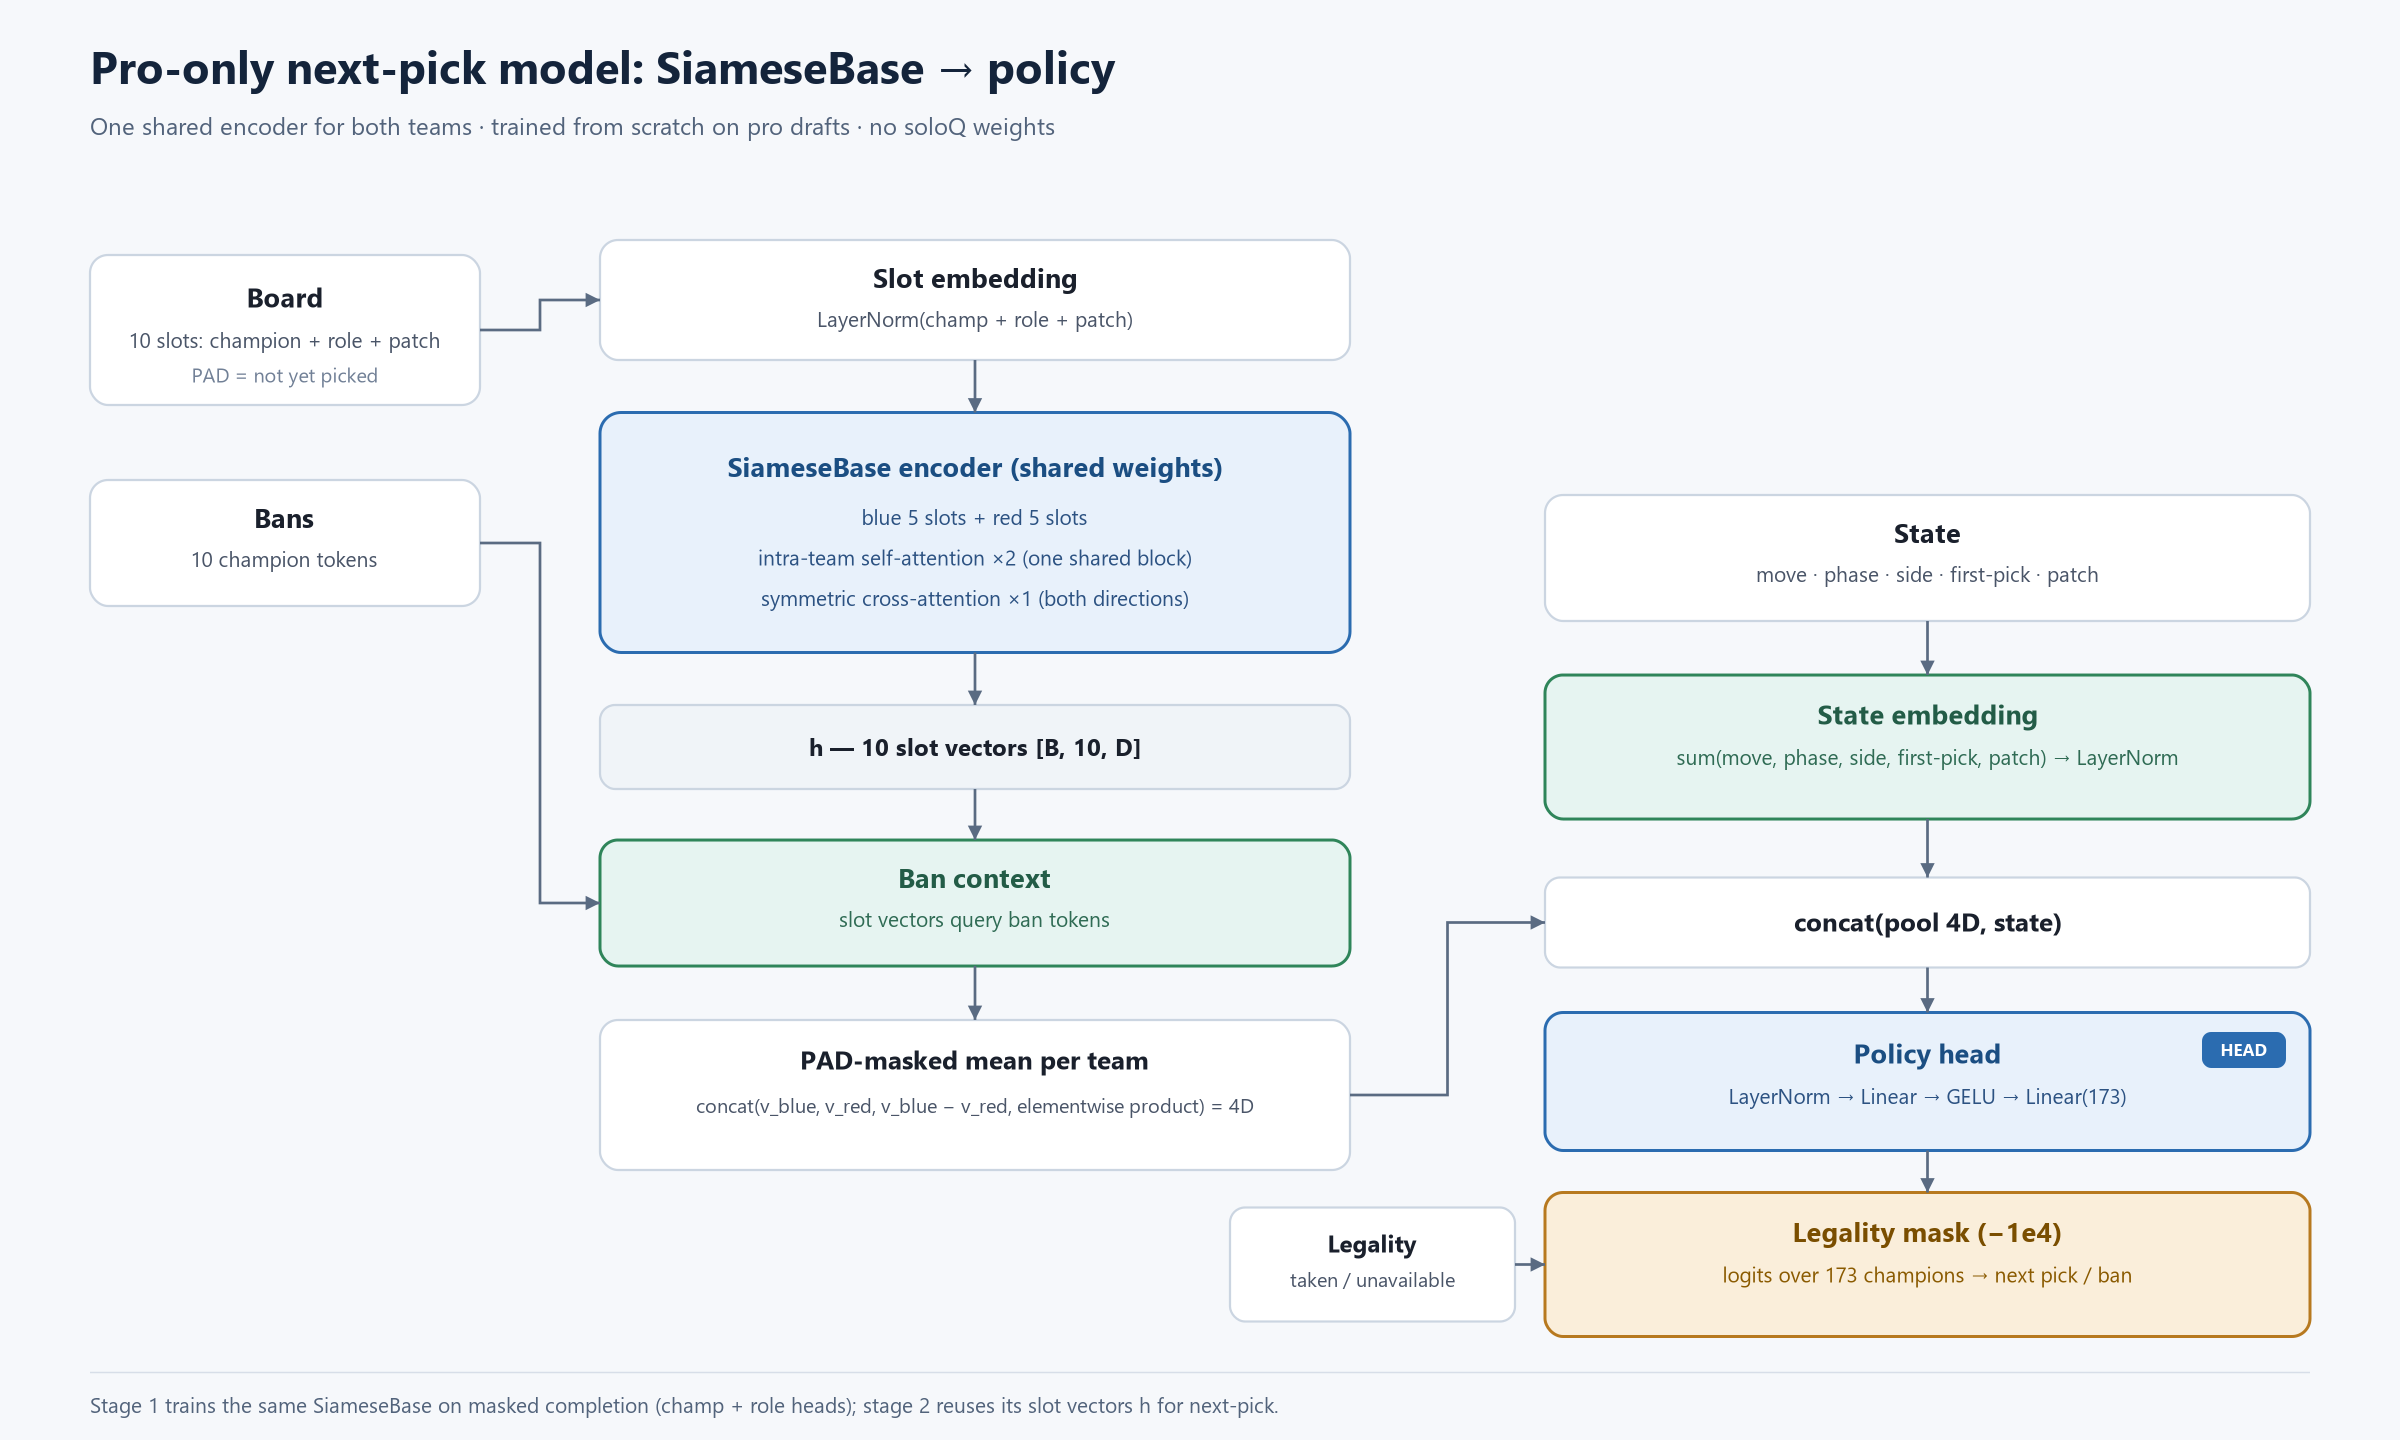 Pro-only next-pick model: SiameseBase → policy
One shared encoder for both teams · trained from scratch on pro drafts · no soloQ weights
Board
10 slots: champion + role + patch
PAD = not yet picked
Bans
10 champion tokens
Slot embedding
LayerNorm(champ + role + patch)
SiameseBase encoder (shared weights)
blue 5 slots + red 5 slots
intra-team self-attention ×2 (one shared block)
symmetric cross-attention ×1 (both directions)
h — 10 slot vectors [B, 10, D]
Ban context
slot vectors query ban tokens
PAD-masked mean per team
concat(v_blue, v_red, v_blue − v_red, elementwise product) = 4D
State
move · phase · side · first-pick · patch
State embedding
sum(move, phase, side, first-pick, patch) → LayerNorm
concat(pool 4D, state)
Policy head
HEAD
LayerNorm → Linear → GELU → Linear(173)
Legality
taken / unavailable
Legality mask (−1e4)
logits over 173 champions → next pick / ban
Stage 1 trains the same SiameseBase on masked completion (champ + role heads); stage 2 reuses its slot vectors h for next-pick.